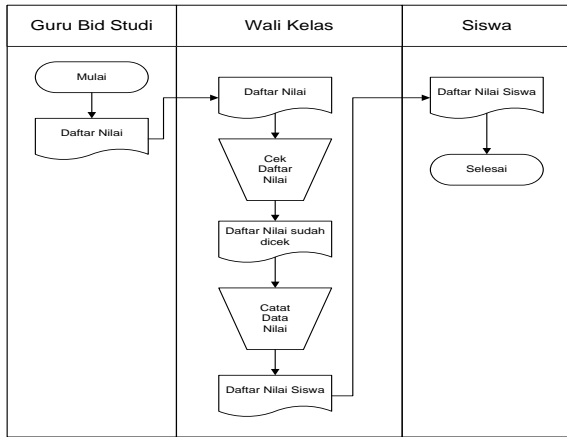 Guru Bid Studi
Wali Kelas
Siswa
Mulai
Daftar Nilai
Daftar Nilai
Cek
Daftar
Nilai
Daftar Nilai sudah
dicek
Catat
Data
Nilai
Daftar Nilai Siswa
Daftar Nilai Siswa
Selesai